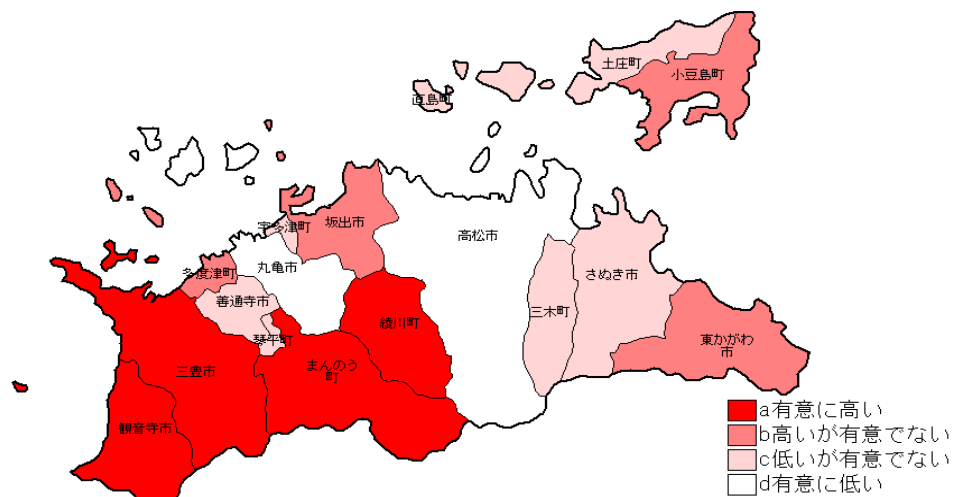 土庄町
小豆島町
直島町
宇多津町
坂出市
高松市
丸亀市
多度津町
さぬき市
善通寺市
三木町
綾川町
琴平町
東かがわ
市
まんのう
町
三豊市
観音寺市
a有意に高い
b高いが有意でない
c低いが有意でない
d有意に低い